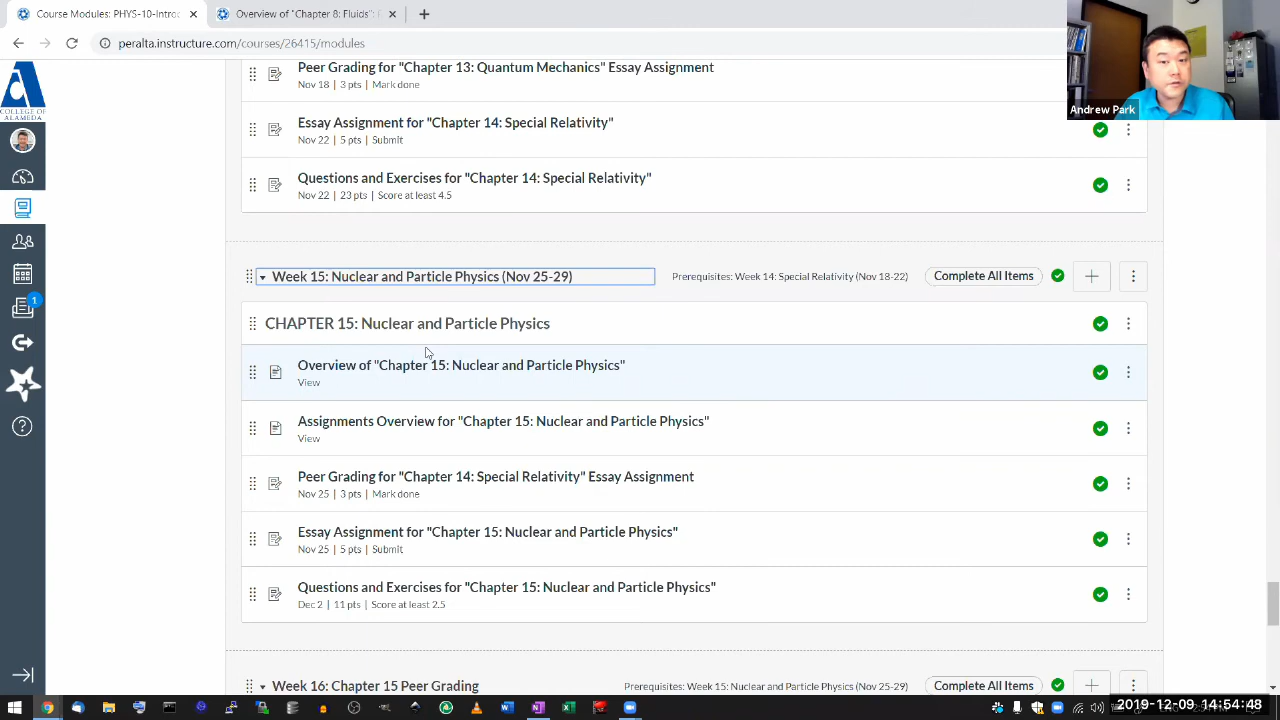 Course Modules: PHYS-10-Intro
Overview of "Chapter 8: Fluids":
peralta.instructure.com/courses/26415/modules
Andrew Park
COLLEGE OF
ALAMEDA
1
Peer Grading for "Chapter 13: Quantum Mechanics" Essay Assignment
Nov 18 | 3 pts | Mark done
Essay Assignment for "Chapter 14: Special Relativity"
Nov 22 | 5 pts | Submit
Questions and Exercises for "Chapter 14: Special Relativity"
Nov 22 | 23 pts | Score at least 4.5
Week 15: Nuclear and Particle Physics (Nov 25-29)
Prerequisites: Week 14: Special Relativity (Nov 18-22)
Complete All Items
CHAPTER 15: Nuclear and Particle Physics
Overview of "Chapter 15: Nuclear and Particle Physics"
View
Assignments Overview for "Chapter 15: Nuclear and Particle Physics"
View
Peer Grading for "Chapter 14: Special Relativity" Essay Assignment
Nov 25 | 3 pts | Mark done
Essay Assignment for "Chapter 15: Nuclear and Particle Physics"
Nov 25 | 5 pts | Submit
Questions and Exercises for "Chapter 15: Nuclear and Particle Physics"
Dec 2 | 11 pts | Score at least 2.5
Week 16: Chapter 15 Peer Grading
Prerequisites: Week 15: Nuclear and Particle Physics (Nov 25-29)
Complete All Items
2019-12-09 14:54:48